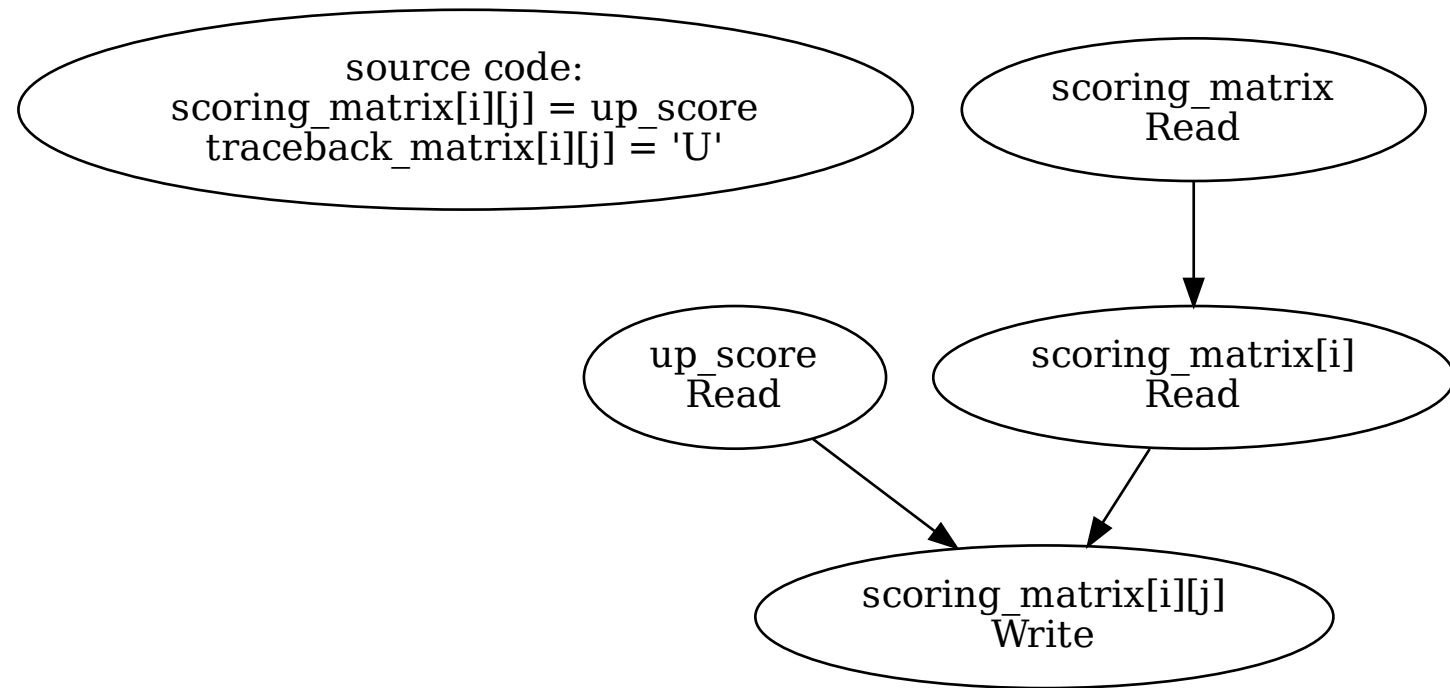 source code:
scoring_matrix[i][j] = up_score
traceback_matrix[i][j] = 'U'
scoring_matrix
Read
up_score
Read
scoring_matrix[i]
Read
scoring_matrix[i][j]
Write